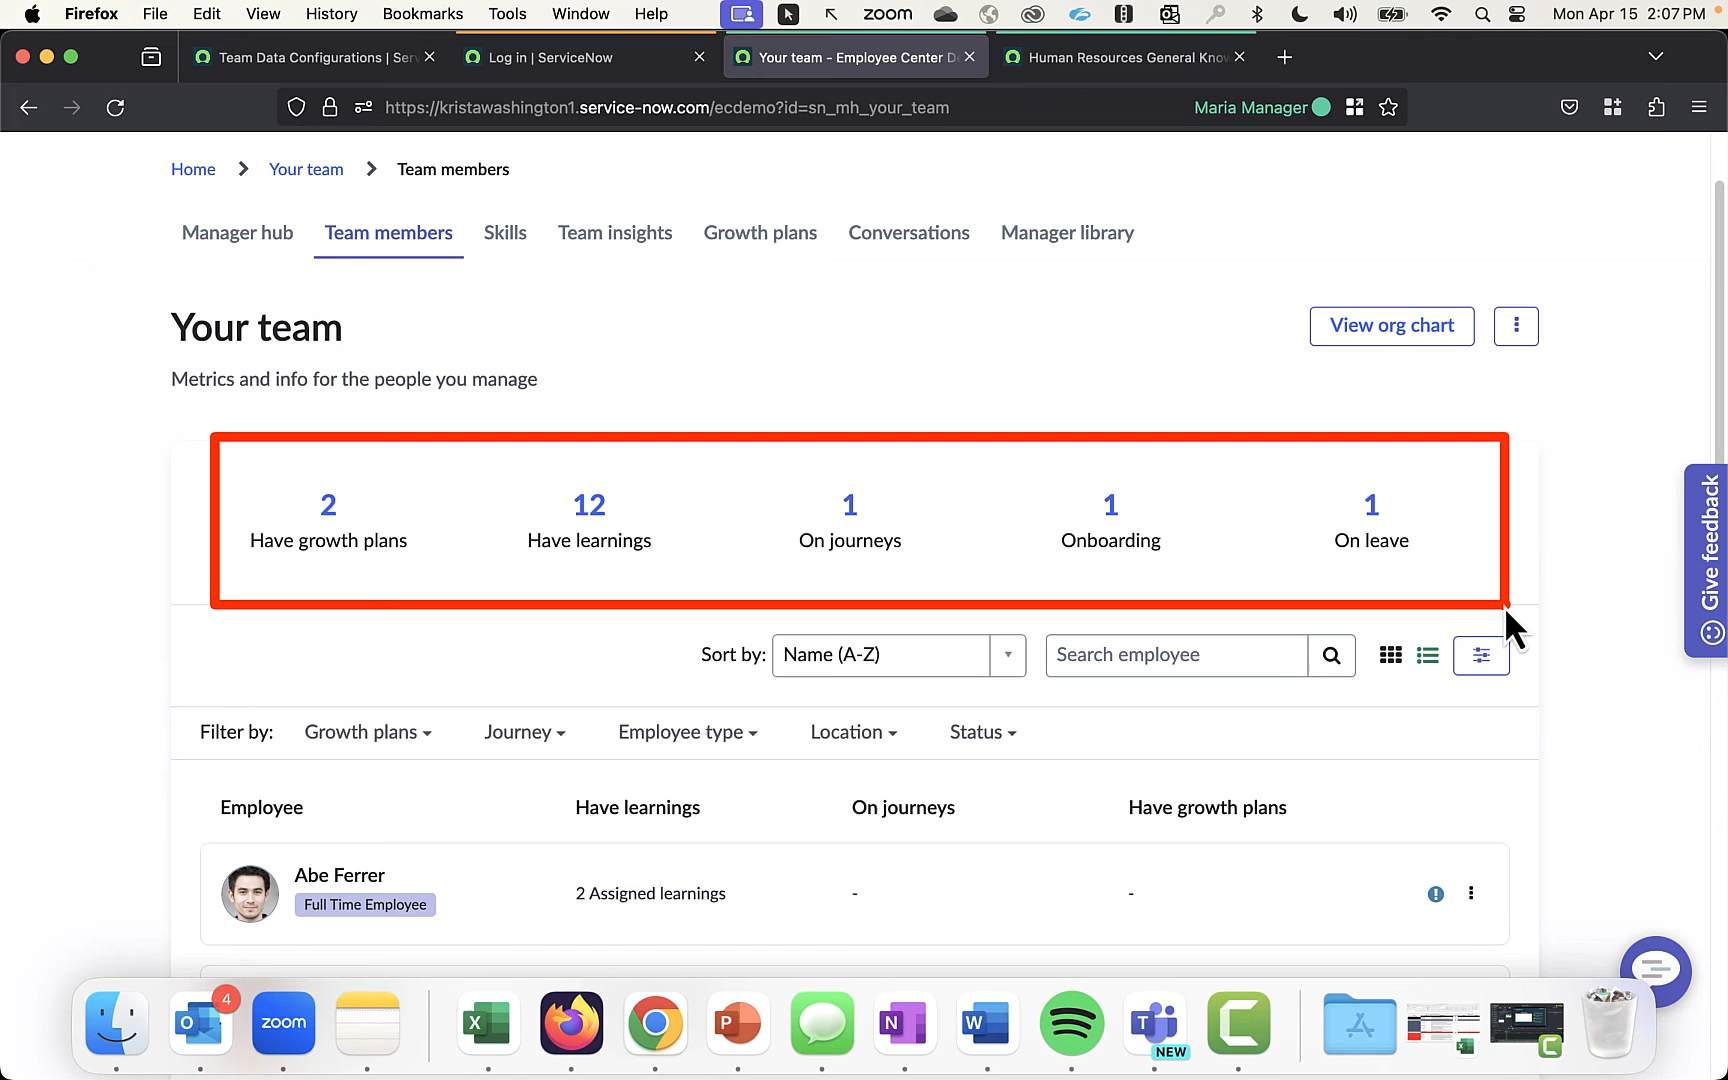 Firefox File Edit View History Bookmarks Tools Window Help zoom Mon Apr 15 2:07 PM
Team Data Configurations | Serv Log in | ServiceNow Your team - Employee Center De Human Resources General Know
https://kristawashington1.service-now.com/ecdemo?id=sn_mh_your_team Maria Manager
Home Your team Team members
Manager hub Team members Skills Team insights Growth plans Conversations Manager library
Your team
View org chart
Metrics and info for the people you manage
2 12 1 1 1
Have growth plans Have learnings On journeys Onboarding On leave
Give feedback
Sort by: Name (A-Z) Search employee
Filter by: Growth plans Journey Employee type Location Status
Employee Have learnings On journeys Have growth plans
Abe Ferrer
Full Time Employee
2 Assigned learnings - -
4
zoom
NEW